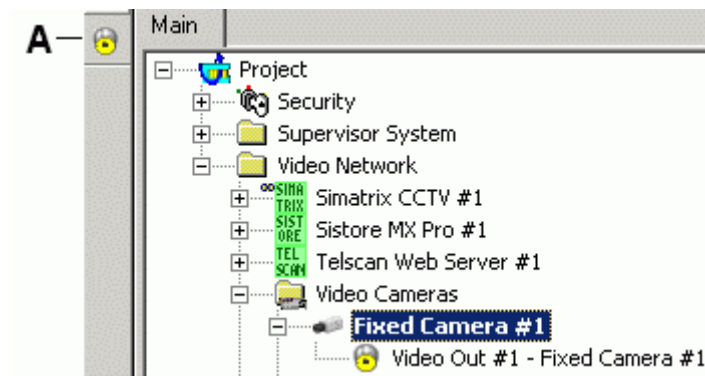 A
Main
Project
Security
Supervisor System
Video Network
SIMA
TRIX
Simatrix CCTV #1
SIST
ORE
Sistore MX Pro #1
TEL
SCAN
Telscan Web Server #1
Video Cameras
Fixed Camera #1
Video Out #1 - Fixed Camera #1